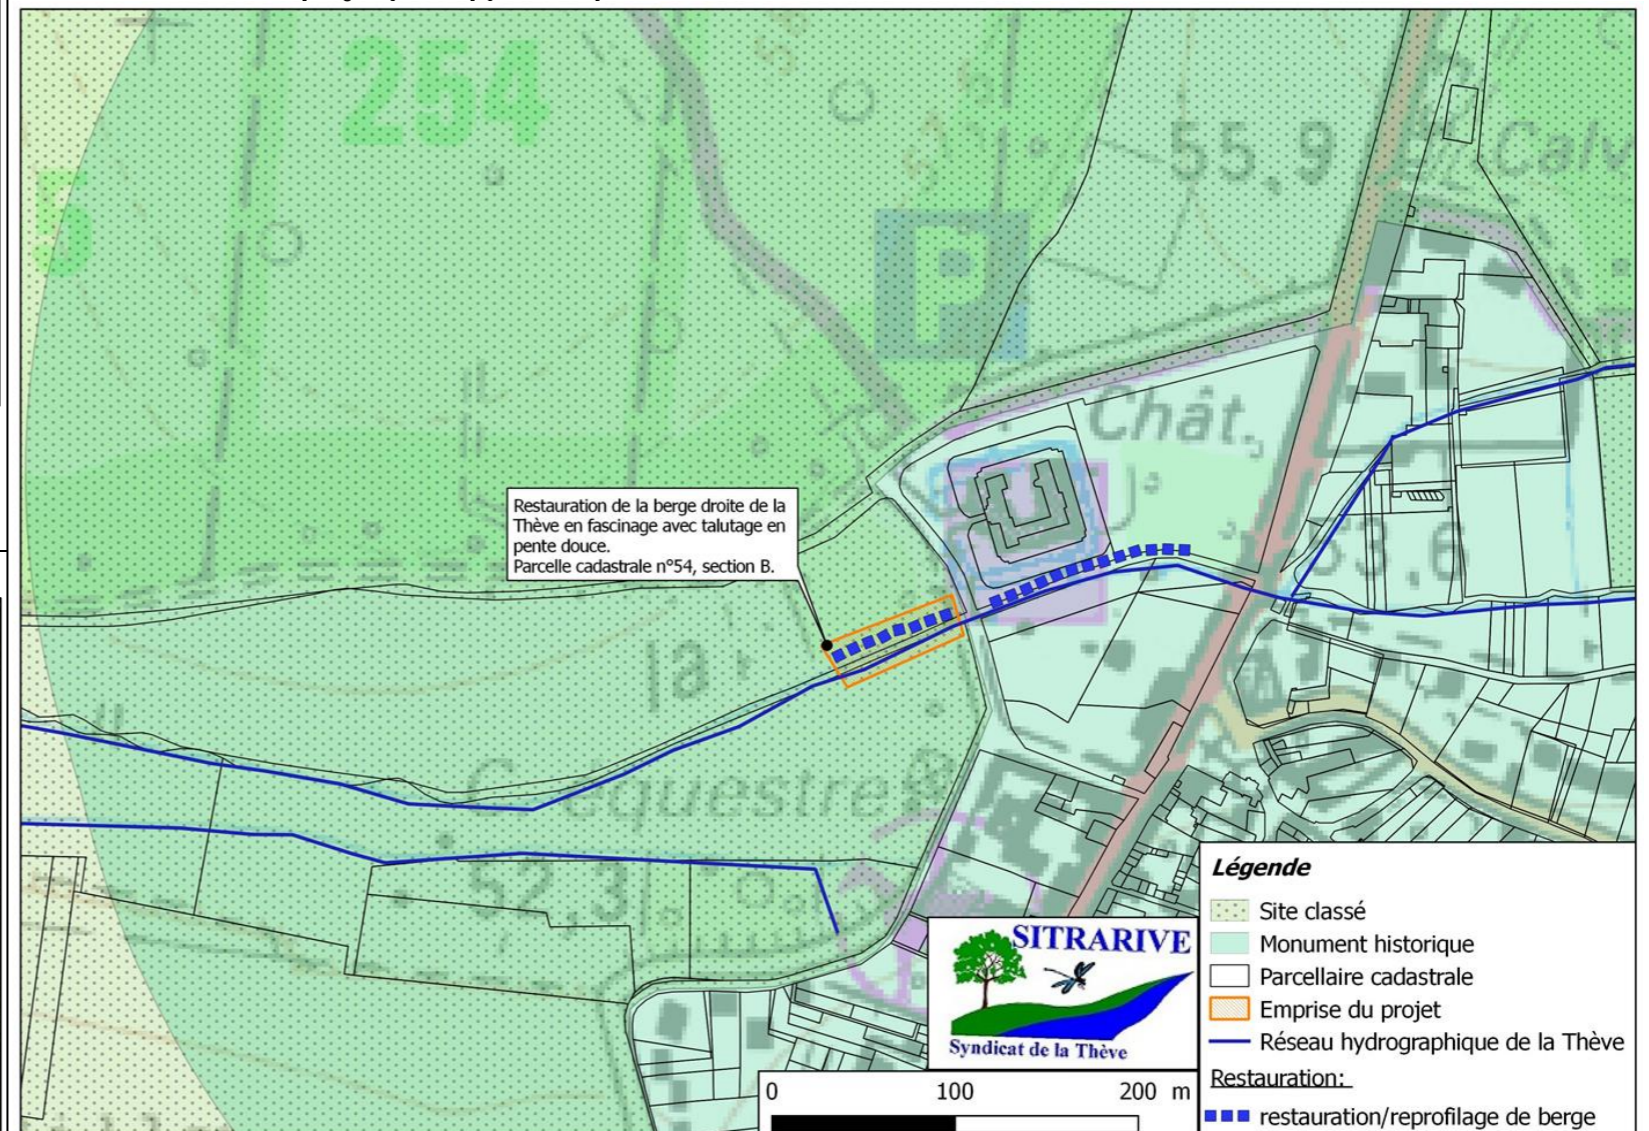 254
5
55,9
Calv
P
Chât.
Restauration de la berge droite de la
Thève en fascinage avec talutage en
pente douce.
Parcelle cadastrale n°54, section B.
53,6
la
52,3
Légende
Site classé
Monument historique
Parcellaire cadastrale
Emprise du projet
Réseau hydrographique de la Thève
Restauration:
restauration/reprofilage de berge
SITRARIVE
Syndicat de la Thève
0 100 200 m